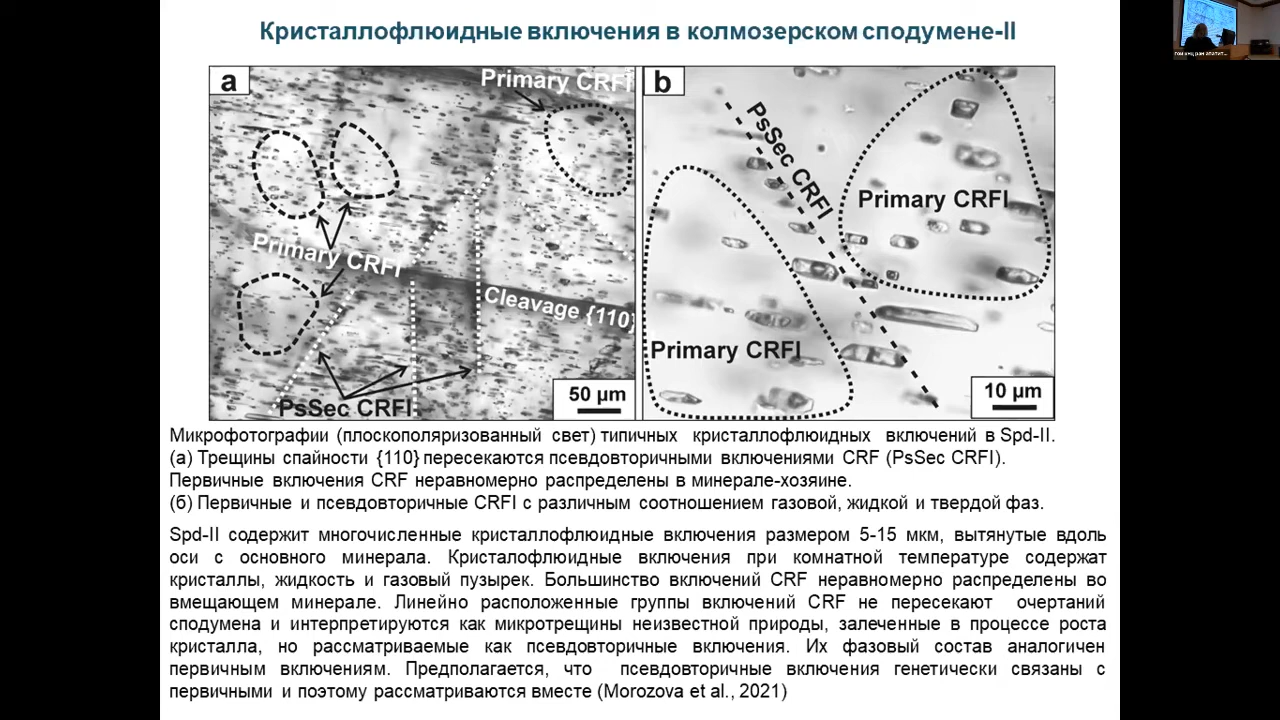 Кристаллофлюидные включения в колмозерском сподумене-II
a
Primary CRFI
Primary CRFI
Cleavage {110}
PsSec CRFI
50 µm
b
PsSec CRFI
Primary CRFI
Primary CRFI
10 µm
Микрофотографии (плоскополяризованный свет) типичных кристаллофлюидных включений в Spd-II.
(a) Трещины спайности {110} пересекаются псевдовторичными включениями CRF (PsSec CRFI).
Первичные включения CRF неравномерно распределены в минерале-хозяине.
(б) Первичные и псевдовторичные CRFI с различным соотношением газовой, жидкой и твердой фаз.
Spd-II содержит многочисленные кристаллофлюидные включения размером 5-15 мкм, вытянутые вдоль
оси с основного минерала. Кристалофлюидные включения при комнатной температуре содержат
кристаллы, жидкость и газовый пузырек. Большинство включений CRF неравномерно распределены во
вмещающем минерале. Линейно расположенные группы включений CRF не пересекают очертаний
сподумена и интерпретируются как микротрещины неизвестной природы, залеченные в процессе роста
кристалла, но рассматриваемые как псевдовторичные включения. Их фазовый состав аналогичен
первичным включениям. Предполагается, что псевдовторичные включения генетически связаны с
первичными и поэтому рассматриваются вместе (Morozova et al., 2021)